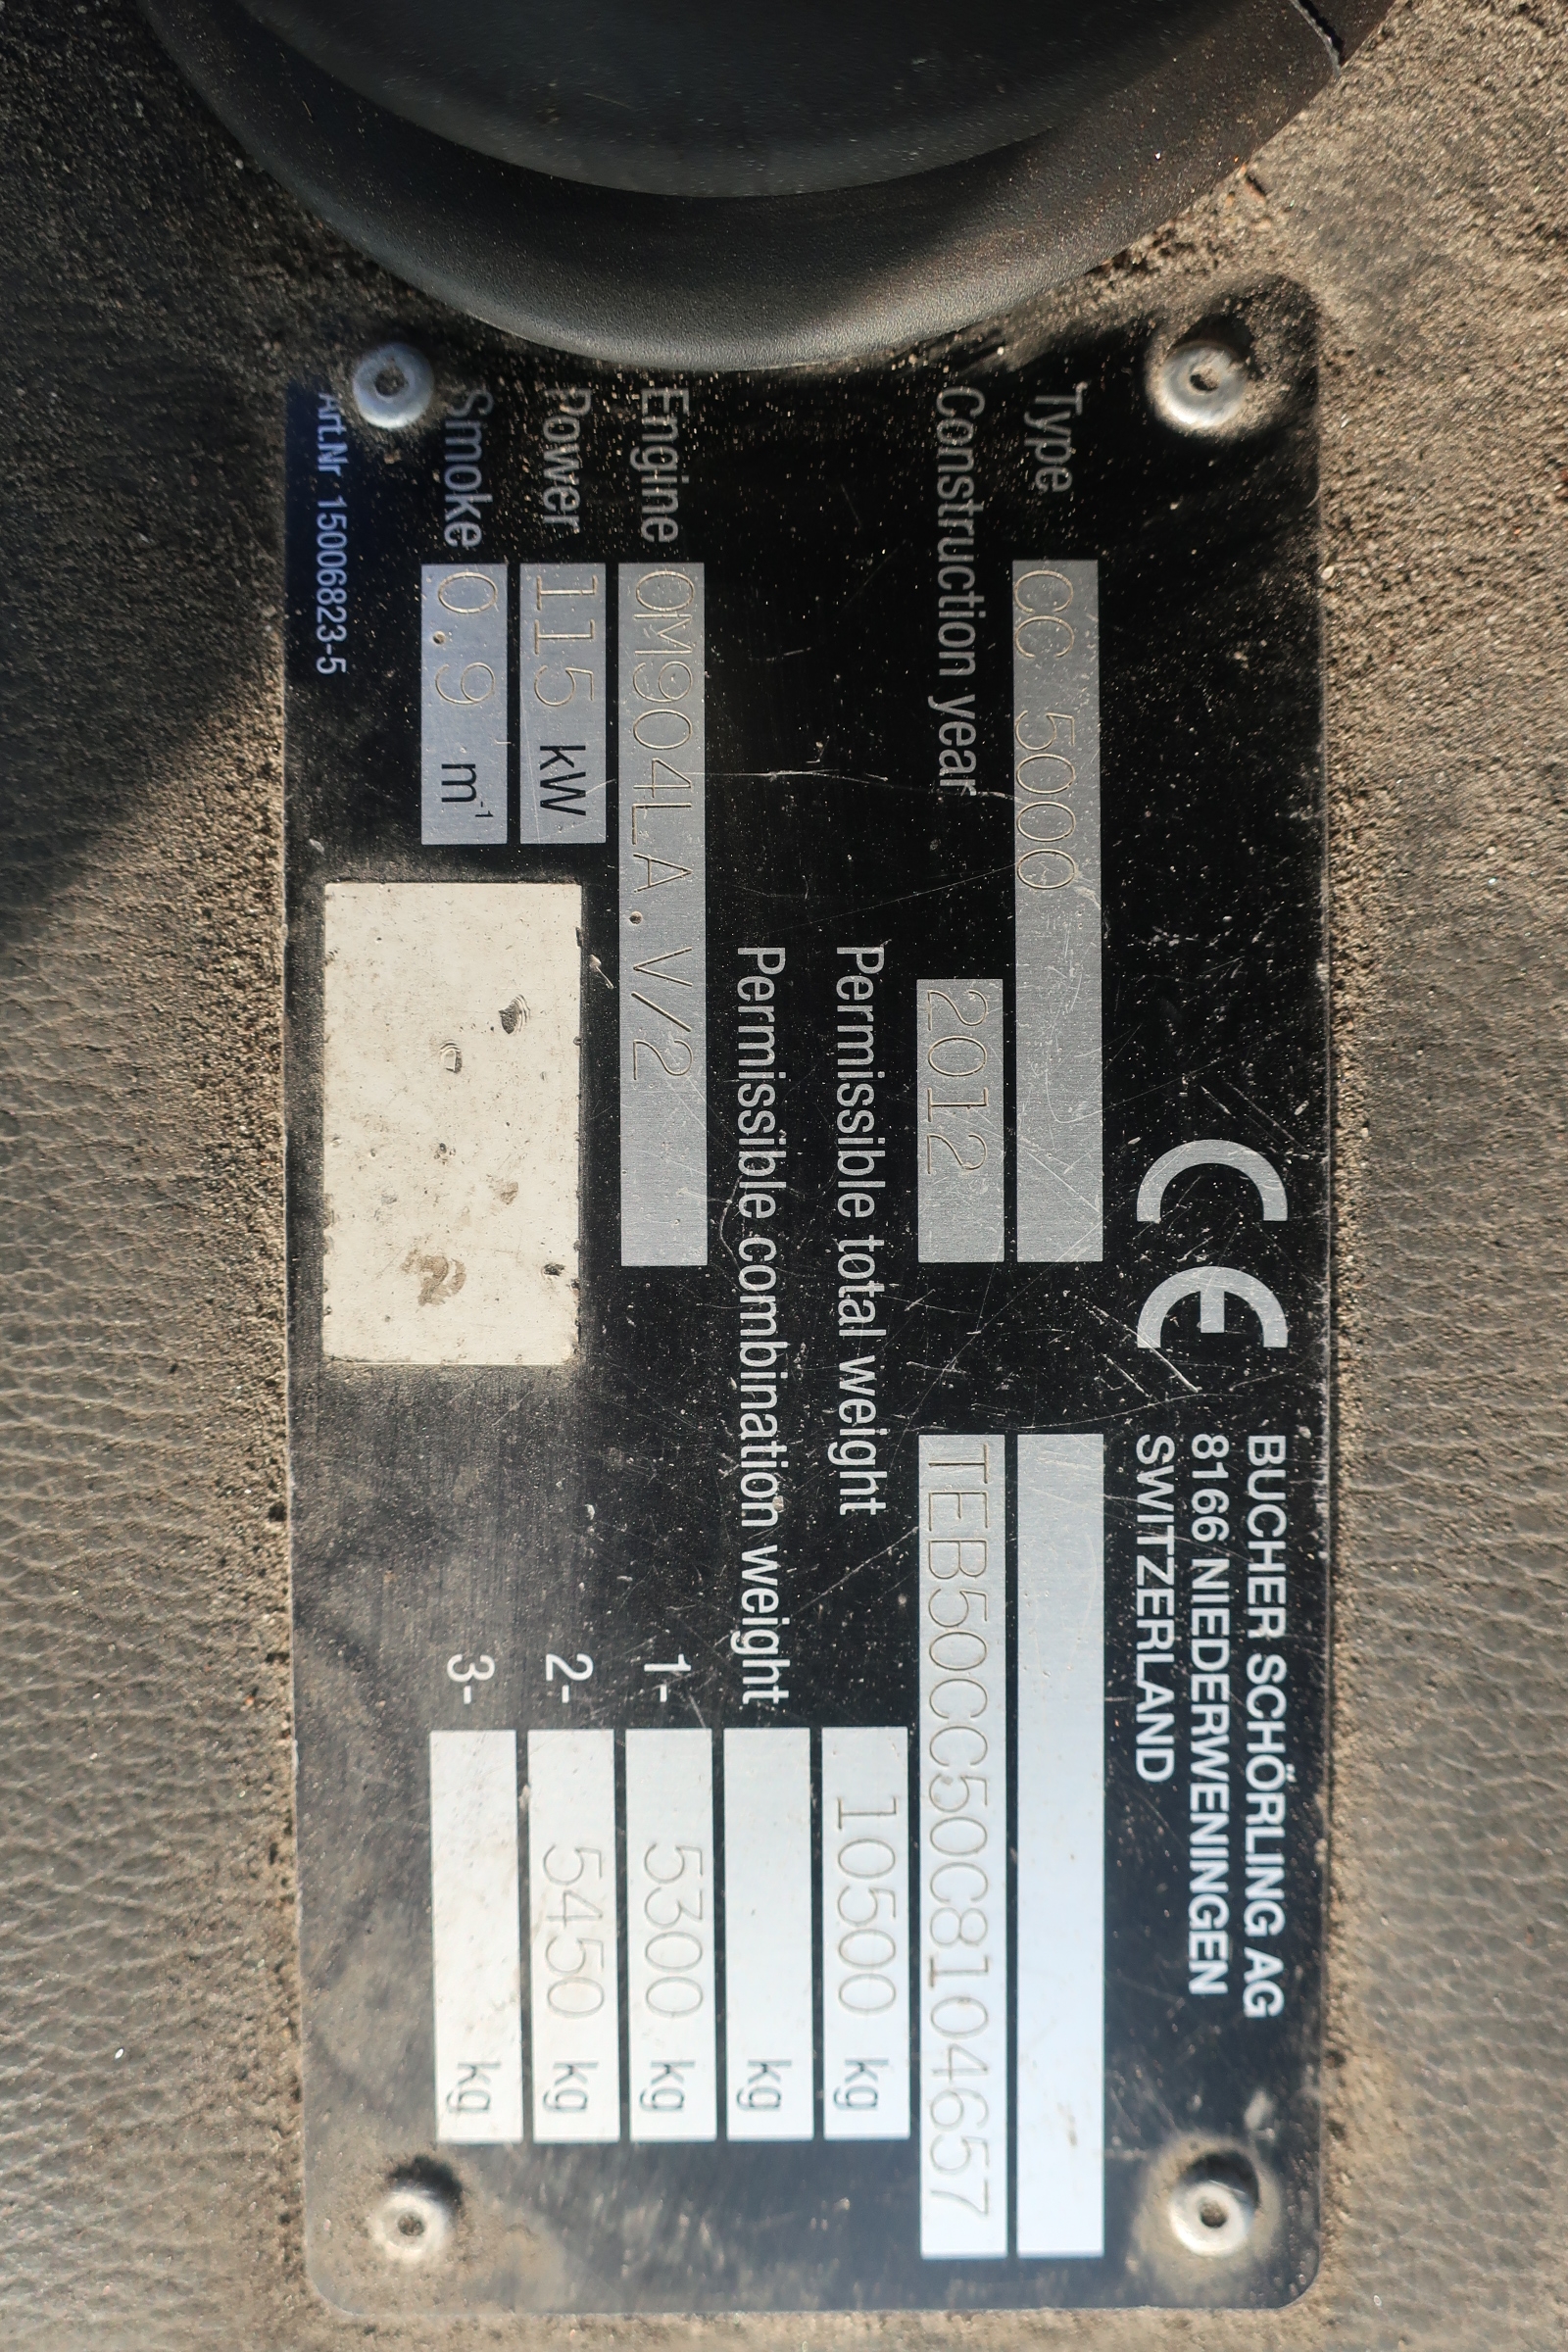 CE
BUCHER SCHÖRLING AG
8166 NIEDERWENINGEN
SWITZERLAND
Type CC 5000
Construction year 2012 TEB50CC50C8104657
Permissible total weight 10500 kg
Permissible combination weight kg
Engine OM904LA.V/2 1- 5300 kg
Power 115 kW 2- 5450 kg
Smoke 0.9 m-1 3- kg
Art.Nr 15006823-5